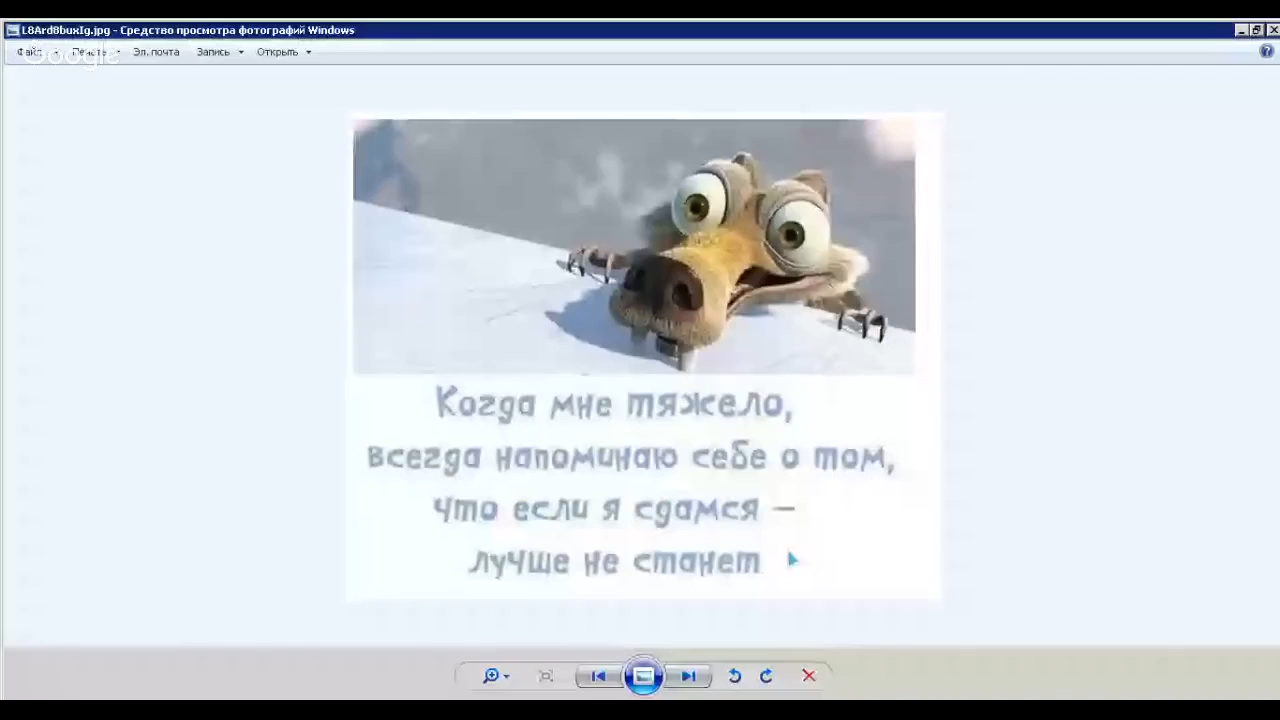 L8Ard8buxIg.jpg - Средство просмотра фотографий Windows
Файл Печать Эл. почта Запись Открыть
Google
Когда мне тяжело,
всегда напоминаю себе о том,
что если я сдамся –
лучше не станет